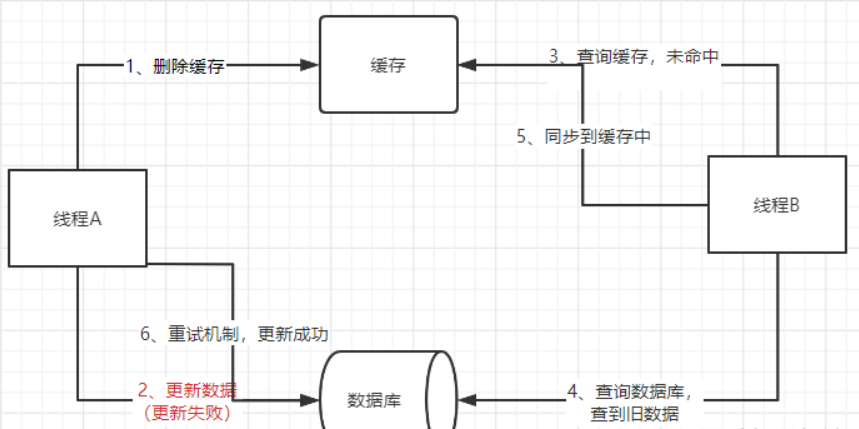 1、删除缓存
缓存
3、查询缓存，未命中
5、同步到缓存中
线程A
线程B
6、重试机制，更新成功
2、更新数据
（更新失败）
数据库
4、查询数据库，
查到旧数据